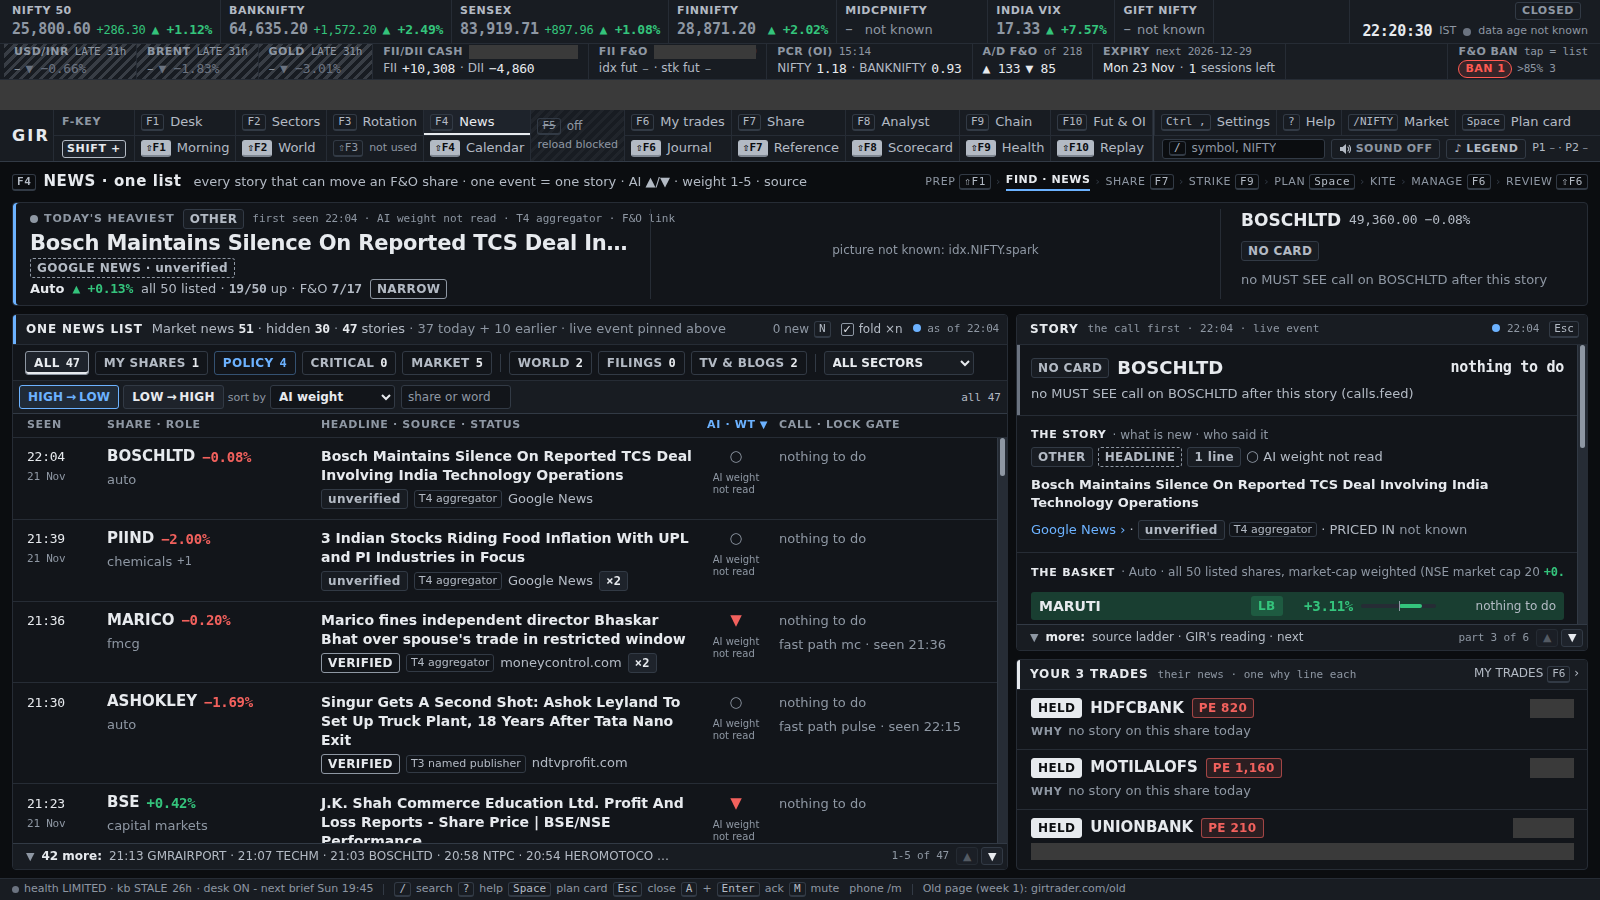 NIFTY 50 BANKNIFTY SENSEX FINNIFTY MIDCPNIFTY INDIA VIX GIFT NIFTY CLOSED
25,800.60 +286.30 ▲ +1.12% 64,635.20 +1,572.20 ▲ +2.49% 83,919.71 +897.96 ▲ +1.08% 28,871.20 ▲ +2.02% – not known 17.33 ▲ +7.57% – not known 22:20:30 IST ● data age not known
USD/INR LATE 31h BRENT LATE 31h GOLD LATE 31h FII/DII CASH FII F&O PCR (OI) 15:14 A/D F&O of 218 EXPIRY next 2026-12-29 F&O BAN tap = list
– ▼ −0.66% – ▼ −1.83% – ▼ −3.01% FII +10,308 · DII −4,860 idx fut – · stk fut – NIFTY 1.18 · BANKNIFTY 0.93 ▲ 133 ▼ 85 Mon 23 Nov · 1 sessions left BAN 1 >85% 3
GIR F-KEY F1 Desk F2 Sectors F3 Rotation F4 News F5 off F6 My trades F7 Share F8 Analyst F9 Chain F10 Fut & OI Ctrl , Settings ? Help /NIFTY Market Space Plan card
SHIFT + ⇧F1 Morning ⇧F2 World ⇧F3 not used ⇧F4 Calendar reload blocked ⇧F6 Journal ⇧F7 Reference ⇧F8 Scorecard ⇧F9 Health ⇧F10 Replay / symbol, NIFTY SOUND OFF ♪ LEGEND P1 – · P2 –
F4 NEWS · one list every story that can move an F&O share · one event = one story · AI ▲/▼ · weight 1-5 · source PREP ⇧F1 › FIND · NEWS › SHARE F7 › STRIKE F9 › PLAN Space › KITE › MANAGE F6 › REVIEW ⇧F6
● TODAY'S HEAVIEST OTHER first seen 22:04 · AI weight not read · T4 aggregator · F&O link
Bosch Maintains Silence On Reported TCS Deal In…
GOOGLE NEWS · unverified
Auto ▲ +0.13% all 50 listed · 19/50 up · F&O 7/17 NARROW
picture not known: idx.NIFTY.spark
BOSCHLTD 49,360.00 −0.08%
NO CARD
no MUST SEE call on BOSCHLTD after this story
ONE NEWS LIST Market news 51 · hidden 30 · 47 stories · 37 today + 10 earlier · live event pinned above 0 new N ✓ fold ×n ● as of 22:04
ALL 47 MY SHARES 1 POLICY 4 CRITICAL 0 MARKET 5 WORLD 2 FILINGS 0 TV & BLOGS 2 ALL SECTORS
HIGH→LOW LOW→HIGH sort by AI weight share or word all 47
SEEN SHARE · ROLE HEADLINE · SOURCE · STATUS AI · WT ▼ CALL · LOCK GATE
22:04 BOSCHLTD −0.08% Bosch Maintains Silence On Reported TCS Deal ○ nothing to do
21 Nov auto Involving India Technology Operations AI weight not read
unverified T4 aggregator Google News
21:39 PIIND −2.00% 3 Indian Stocks Riding Food Inflation With UPL ○ nothing to do
21 Nov chemicals +1 and PI Industries in Focus AI weight not read
unverified T4 aggregator Google News ×2
21:36 MARICO −0.20% Marico fines independent director Bhaskar ▼ nothing to do
fmcg Bhat over spouse's trade in restricted window AI weight not read fast path mc · seen 21:36
VERIFIED T4 aggregator moneycontrol.com ×2
21:30 ASHOKLEY −1.69% Singur Gets A Second Shot: Ashok Leyland To ○ nothing to do
auto Set Up Truck Plant, 18 Years After Tata Nano AI weight not read fast path pulse · seen 22:15
Exit
VERIFIED T3 named publisher ndtvprofit.com
21:23 BSE +0.42% J.K. Shah Commerce Education Ltd. Profit And ▼ nothing to do
21 Nov capital markets Loss Reports - Share Price | BSE/NSE AI weight not read
Performance
▼ 42 more: 21:13 GMRAIRPORT · 21:07 TECHM · 21:03 BOSCHLTD · 20:58 NTPC · 20:54 HEROMOTOCO … 1-5 of 47 ▲ ▼
STORY the call first · 22:04 · live event ● 22:04 Esc
NO CARD BOSCHLTD nothing to do
no MUST SEE call on BOSCHLTD after this story (calls.feed)
THE STORY · what is new · who said it
OTHER HEADLINE 1 line ○ AI weight not read
Bosch Maintains Silence On Reported TCS Deal Involving India
Technology Operations
Google News › · unverified T4 aggregator · PRICED IN not known
THE BASKET · Auto · all 50 listed shares, market-cap weighted (NSE market cap 20 +0.
MARUTI LB +3.11% nothing to do
▼ more: source ladder · GIR's reading · next part 3 of 6 ▲ ▼
YOUR 3 TRADES their news · one why line each MY TRADES F6 ›
HELD HDFCBANK PE 820
WHY no story on this share today
HELD MOTILALOFS PE 1,160
WHY no story on this share today
HELD UNIONBANK PE 210
● health LIMITED · kb STALE 26h · desk ON - next brief Sun 19:45 | / search ? help Space plan card Esc close A + Enter ack M mute phone /m | Old page (week 1): girtrader.com/old